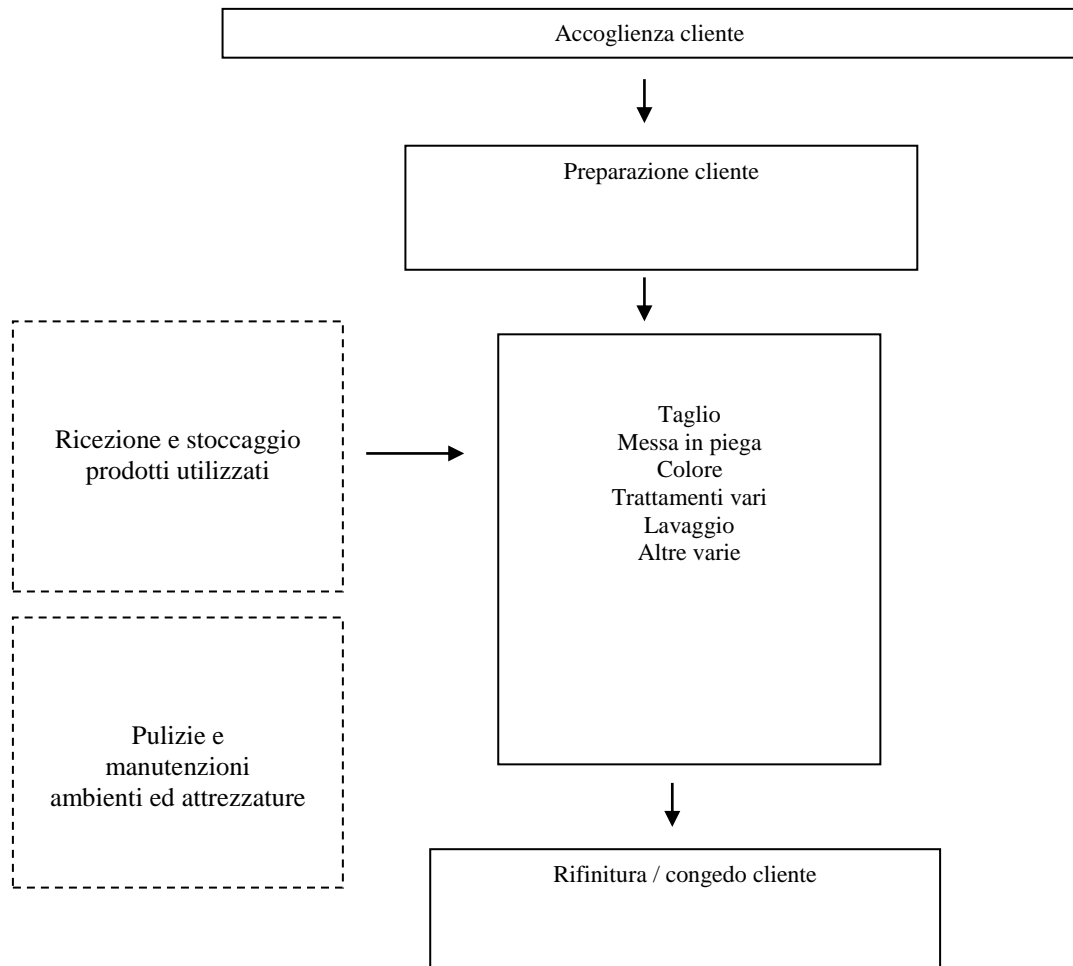 Accoglienza cliente
Preparazione cliente
Ricezione e stoccaggio
prodotti utilizzati
Taglio
Messa in piega
Colore
Trattamenti vari
Lavaggio
Altre varie
Pulizie e
manutenzioni
ambienti ed attrezzature
Rifinitura / congedo cliente